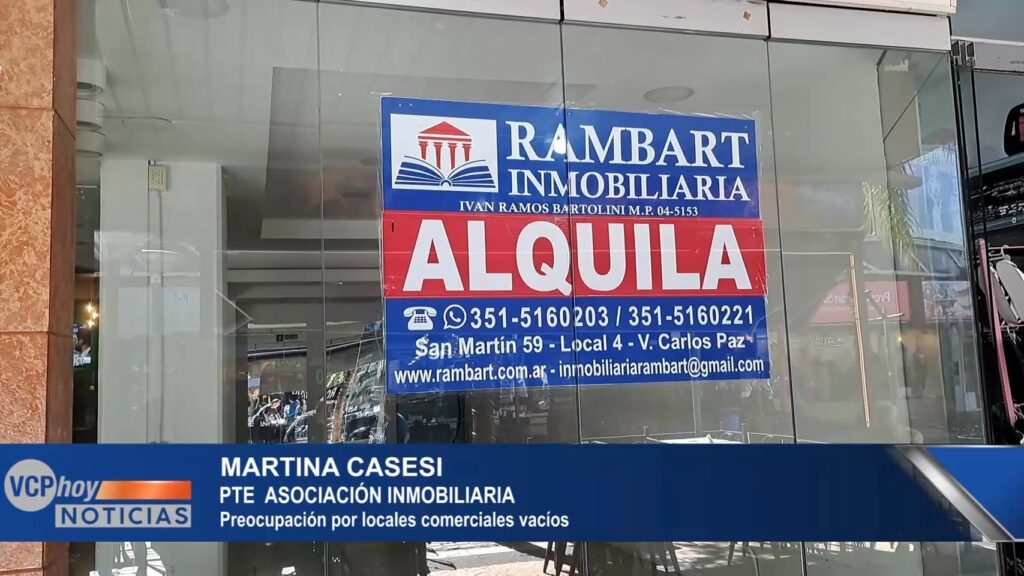 RAMBART
INMOBILIARIA
IVAN RAMOS BARTOLINI M.P. 04-5153
ALQUILA
351-5160203 / 351-5160221
San Martín 59 - Local 4 - V. Carlos Paz
www.rambart.com.ar - inmobiliariarambart@gmail.com
VCPhoy
NOTICIAS
MARTINA CASESI
PTE ASOCIACIÓN INMOBILIARIA
Preocupación por locales comerciales vacíos